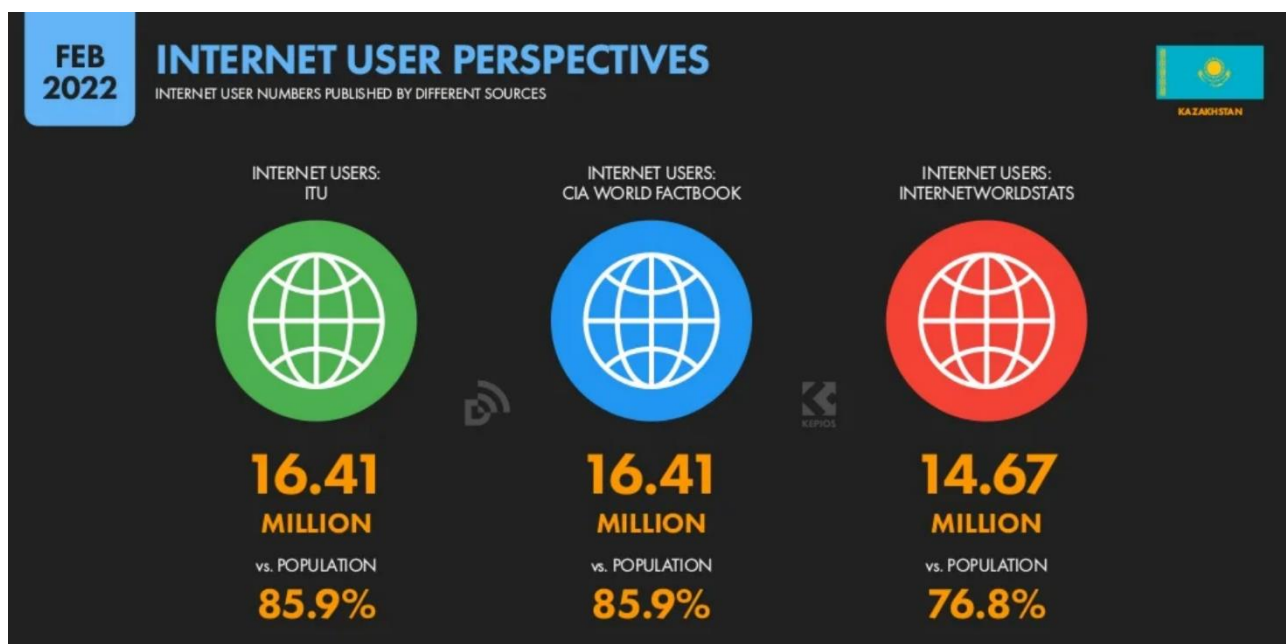 FEB
2022
INTERNET USER PERSPECTIVES
INTERNET USER NUMBERS PUBLISHED BY DIFFERENT SOURCES
KAZAKHSTAN
INTERNET USERS:
ITU
INTERNET USERS:
CIA WORLD FACTBOOK
INTERNET USERS:
INTERNETWORLDSTATS
KEPIOS
16.41
MILLION
vs. POPULATION
85.9%
16.41
MILLION
vs. POPULATION
85.9%
14.67
MILLION
vs. POPULATION
76.8%